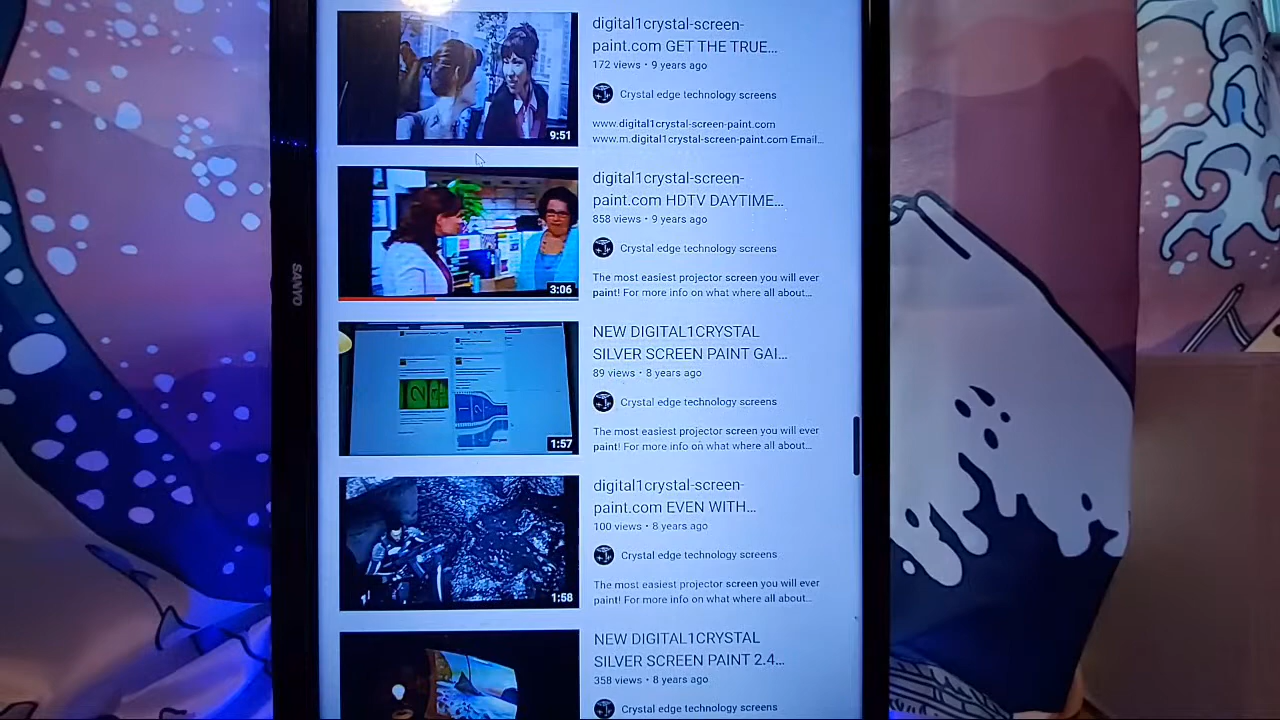 digital1crystal-screen-
paint.com GET THE TRUE...
172 views • 9 years ago
9:51
Crystal edge technology screens
www.digital1crystal-screen-paint.com
www.m.digital1crystal-screen-paint.com Email...
digital1crystal-screen-
paint.com HDTV DAYTIME...
858 views • 9 years ago
3:06
Crystal edge technology screens
The most easiest projector screen you will ever
paint! For more info on what where all about...
SANYO
NEW DIGITAL1CRYSTAL
SILVER SCREEN PAINT GAI...
89 views • 8 years ago
1:57
Crystal edge technology screens
The most easiest projector screen you will ever
paint! For more info on what where all about...
digital1crystal-screen-
paint.com EVEN WITH...
100 views • 8 years ago
1:58
Crystal edge technology screens
The most easiest projector screen you will ever
paint! For more info on what where all about...
NEW DIGITAL1CRYSTAL
SILVER SCREEN PAINT 2.4...
358 views • 8 years ago
Crystal edge technology screens